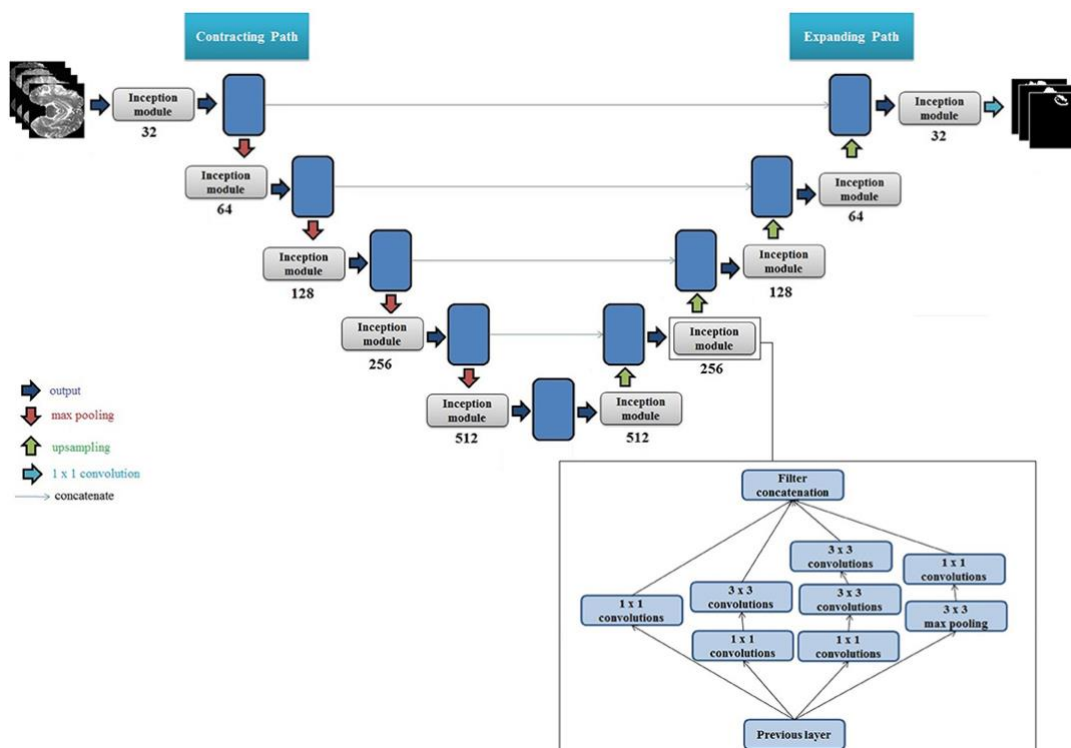 Contracting Path
Expanding Path
Inception
module
32
Inception
module
32
Inception
module
64
Inception
module
64
Inception
module
128
Inception
module
128
Inception
module
256
Inception
module
256
Inception
module
512
Inception
module
512
output
max pooling
upsampling
1 x 1 convolution
concatenate
Filter
concatenation
3 x 3
convolutions
1 x 1
convolutions
1 x 1
convolutions
3 x 3
convolutions
3 x 3
convolutions
3 x 3
max pooling
1 x 1
convolutions
1 x 1
convolutions
Previous layer